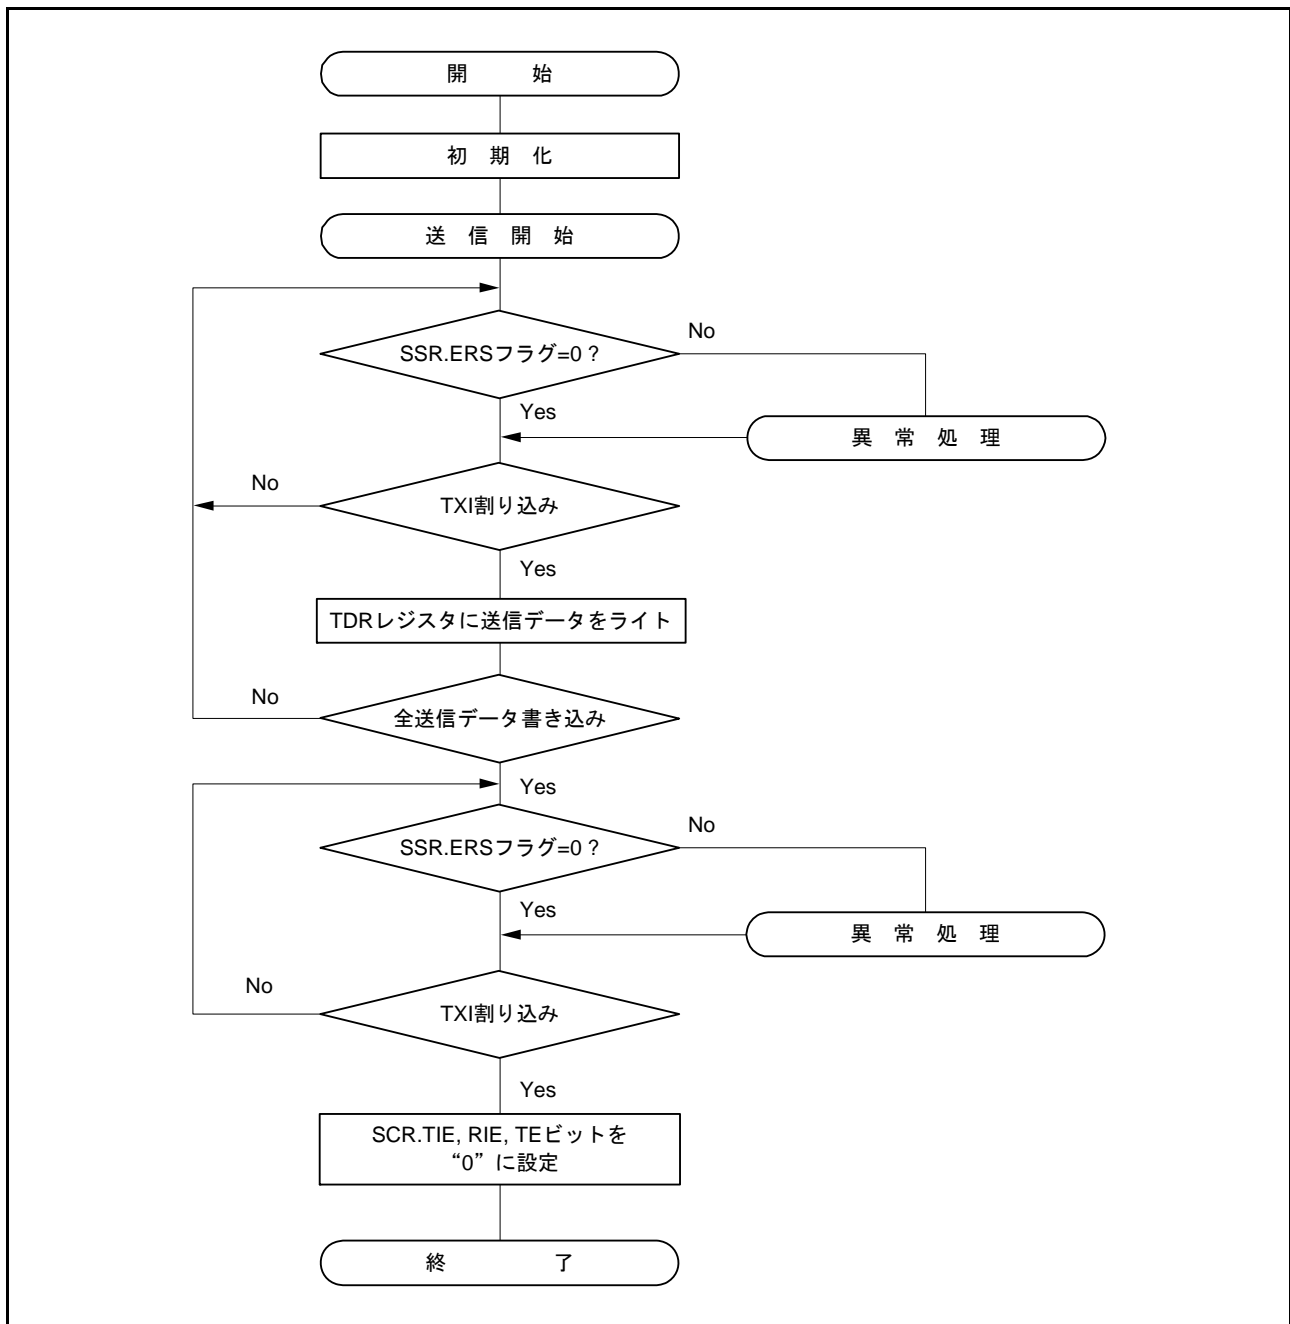 開 始
初 期 化
送 信 開 始
SSR.ERSフラグ=0 ?
No
Yes
異 常 処 理
No
TXI割り込み
Yes
TDRレジスタに送信データをライト
No
全送信データ書き込み
Yes
SSR.ERSフラグ=0 ?
No
Yes
異 常 処 理
No
TXI割り込み
Yes
SCR.TIE, RIE, TEビットを
“0”に設定
終 了